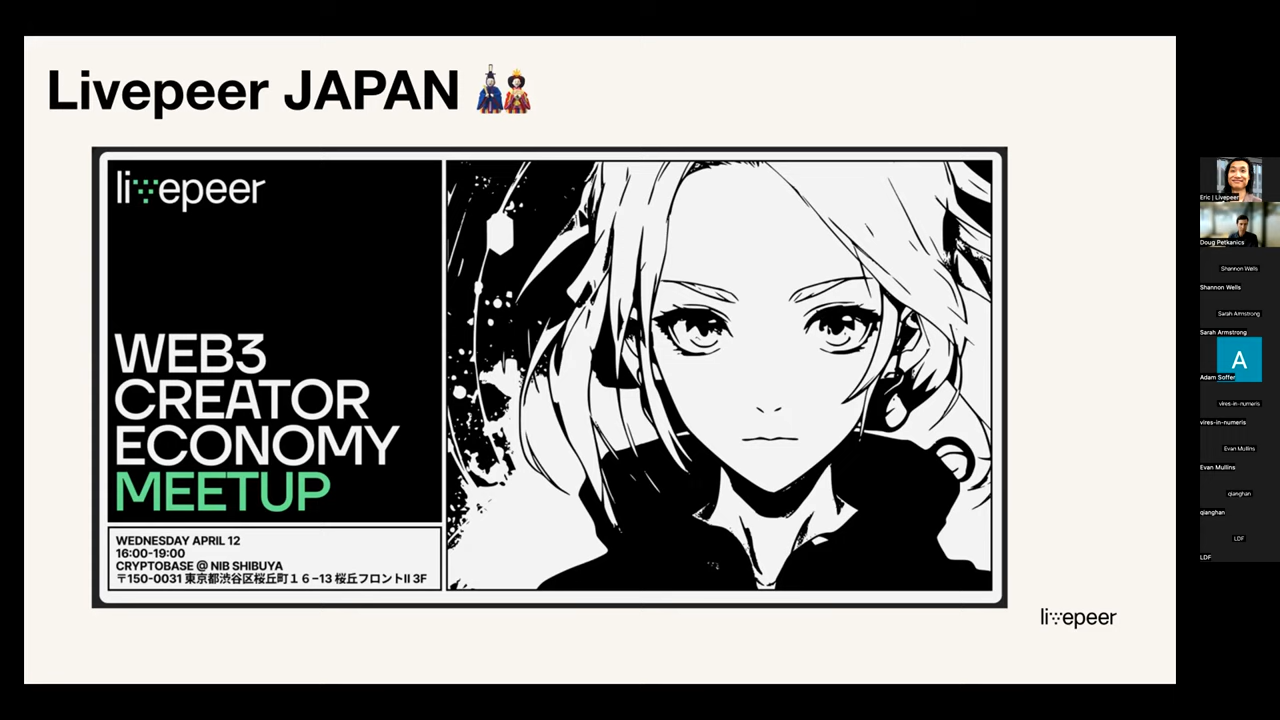 Livepeer JAPAN 🎎
livepeer
WEB3
CREATOR
ECONOMY
MEETUP
WEDNESDAY APRIL 12
16:00-19:00
CRYPTOBASE @ NIB SHIBUYA
〒150-0031 東京都渋谷区桜丘町１６−13 桜丘フロントII 3F
livepeer
Eric | Livepeer
Doug Petkanics
Shannon Wells
Shannon Wells
Sarah Armstrong
Sarah Armstrong
A
Adam Soffer
vires-in-numeris
vires-in-numeris
Evan Mullins
Evan Mullins
qianghan
qianghan
LDF
LDF